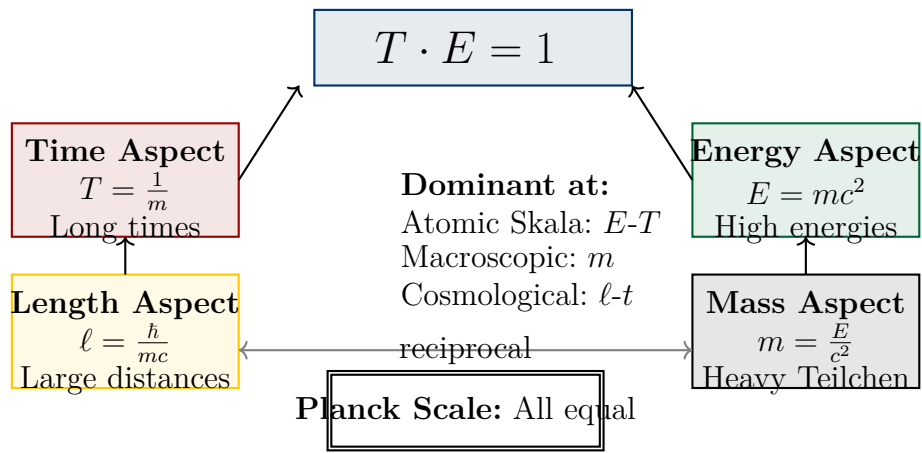 T · E = 1
Time Aspect
T = 1/m
Long times
Energy Aspect
E = mc²
High energies
Dominant at:
Atomic Skala: E-T
Macroscopic: m
Cosmological: ℓ-t
Length Aspect
ℓ = ħ/mc
Large distances
reciprocal
Mass Aspect
m = E/c²
Heavy Teilchen
Planck Scale: All equal